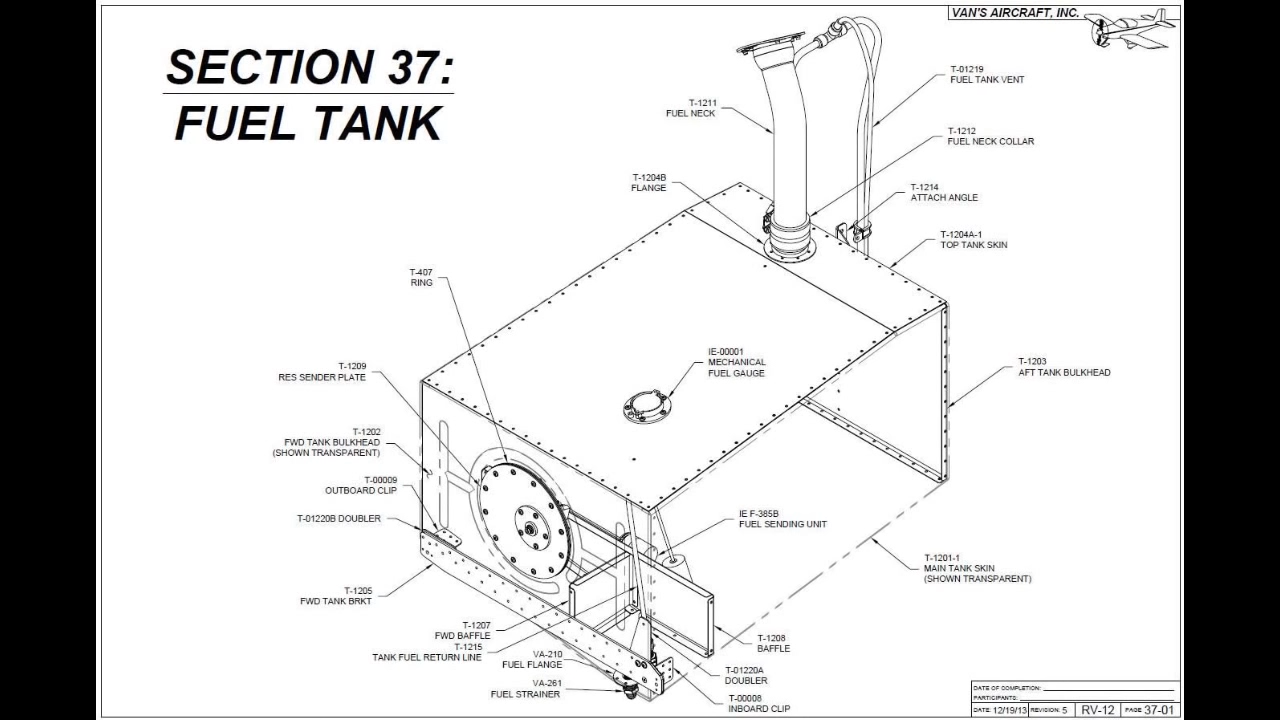 VAN'S AIRCRAFT, INC.
SECTION 37:
FUEL TANK
T-01219
FUEL TANK VENT
T-1211
FUEL NECK
T-1212
FUEL NECK COLLAR
T-1204B
FLANGE
T-1214
ATTACH ANGLE
T-1204A-1
TOP TANK SKIN
T-407
RING
IE-00001
MECHANICAL
FUEL GAUGE
T-1203
AFT TANK BULKHEAD
T-1209
RES SENDER PLATE
T-1202
FWD TANK BULKHEAD
(SHOWN TRANSPARENT)
T-00009
OUTBOARD CLIP
T-01220B DOUBLER
IE F-385B
FUEL SENDING UNIT
T-1201-1
MAIN TANK SKIN
(SHOWN TRANSPARENT)
T-1205
FWD TANK BRKT
T-1207
FWD BAFFLE
T-1215
TANK FUEL RETURN LINE
T-1208
BAFFLE
VA-210
FUEL FLANGE
T-01220A
DOUBLER
VA-261
FUEL STRAINER
T-00008
INBOARD CLIP
DATE OF COMPLETION:
PARTICIPANTS:
DATE: 12/19/13 REVISION: 5 RV-12 PAGE 37-01